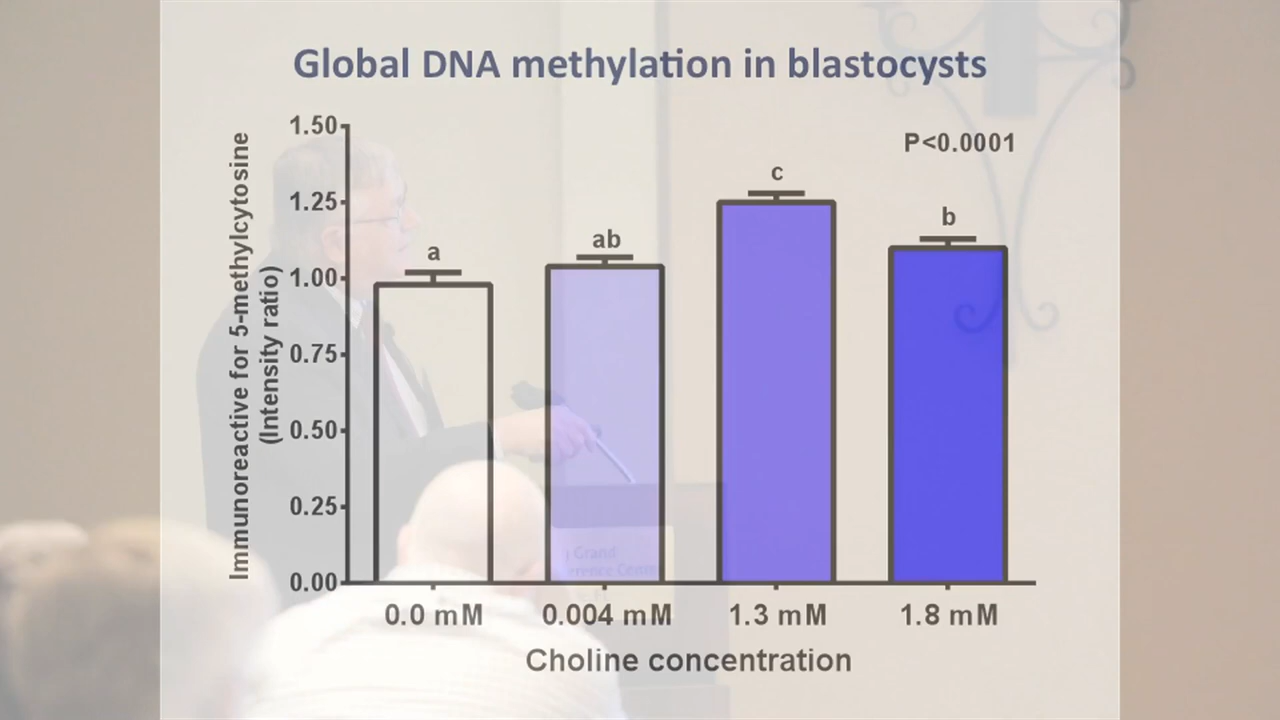 Global DNA methylation in blastocysts
Immunoreactive for 5-methylcytosine
(Intensity ratio)
1.50
1.25
1.00
0.75
0.50
0.25
0.00
P<0.0001
a
ab
c
b
0.0 mM
0.004 mM
1.3 mM
1.8 mM
Choline concentration
Grand